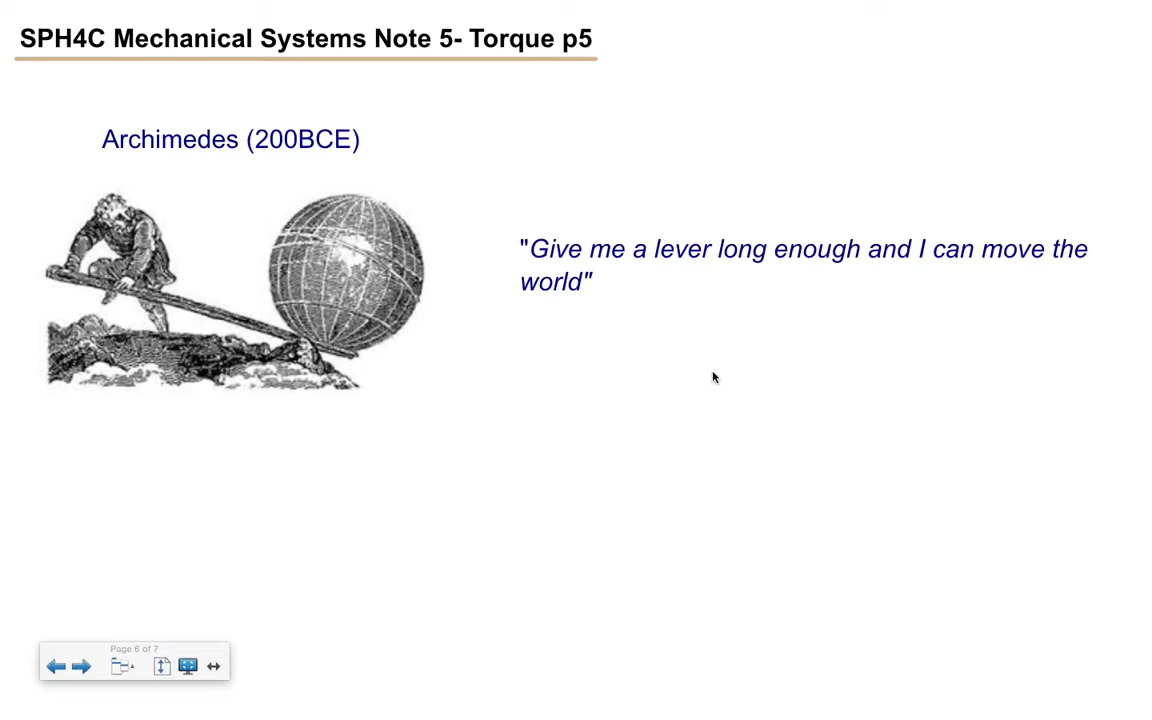 SPH4C Mechanical Systems Note 5- Torque p5
Archimedes (200BCE)
"Give me a lever long enough and I can move the
world"
Page 6 of 7